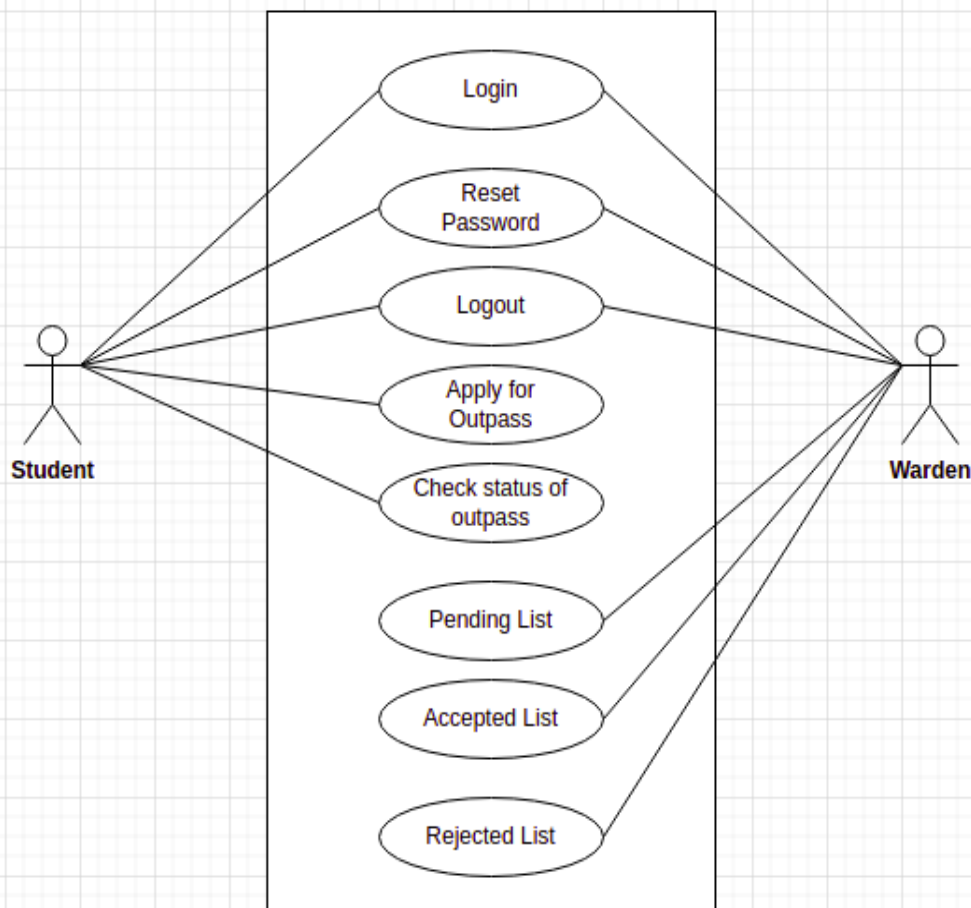 Login
Reset
Password
Logout
Apply for
Outpass
Check status of
outpass
Student
Warden
Pending List
Accepted List
Rejected List